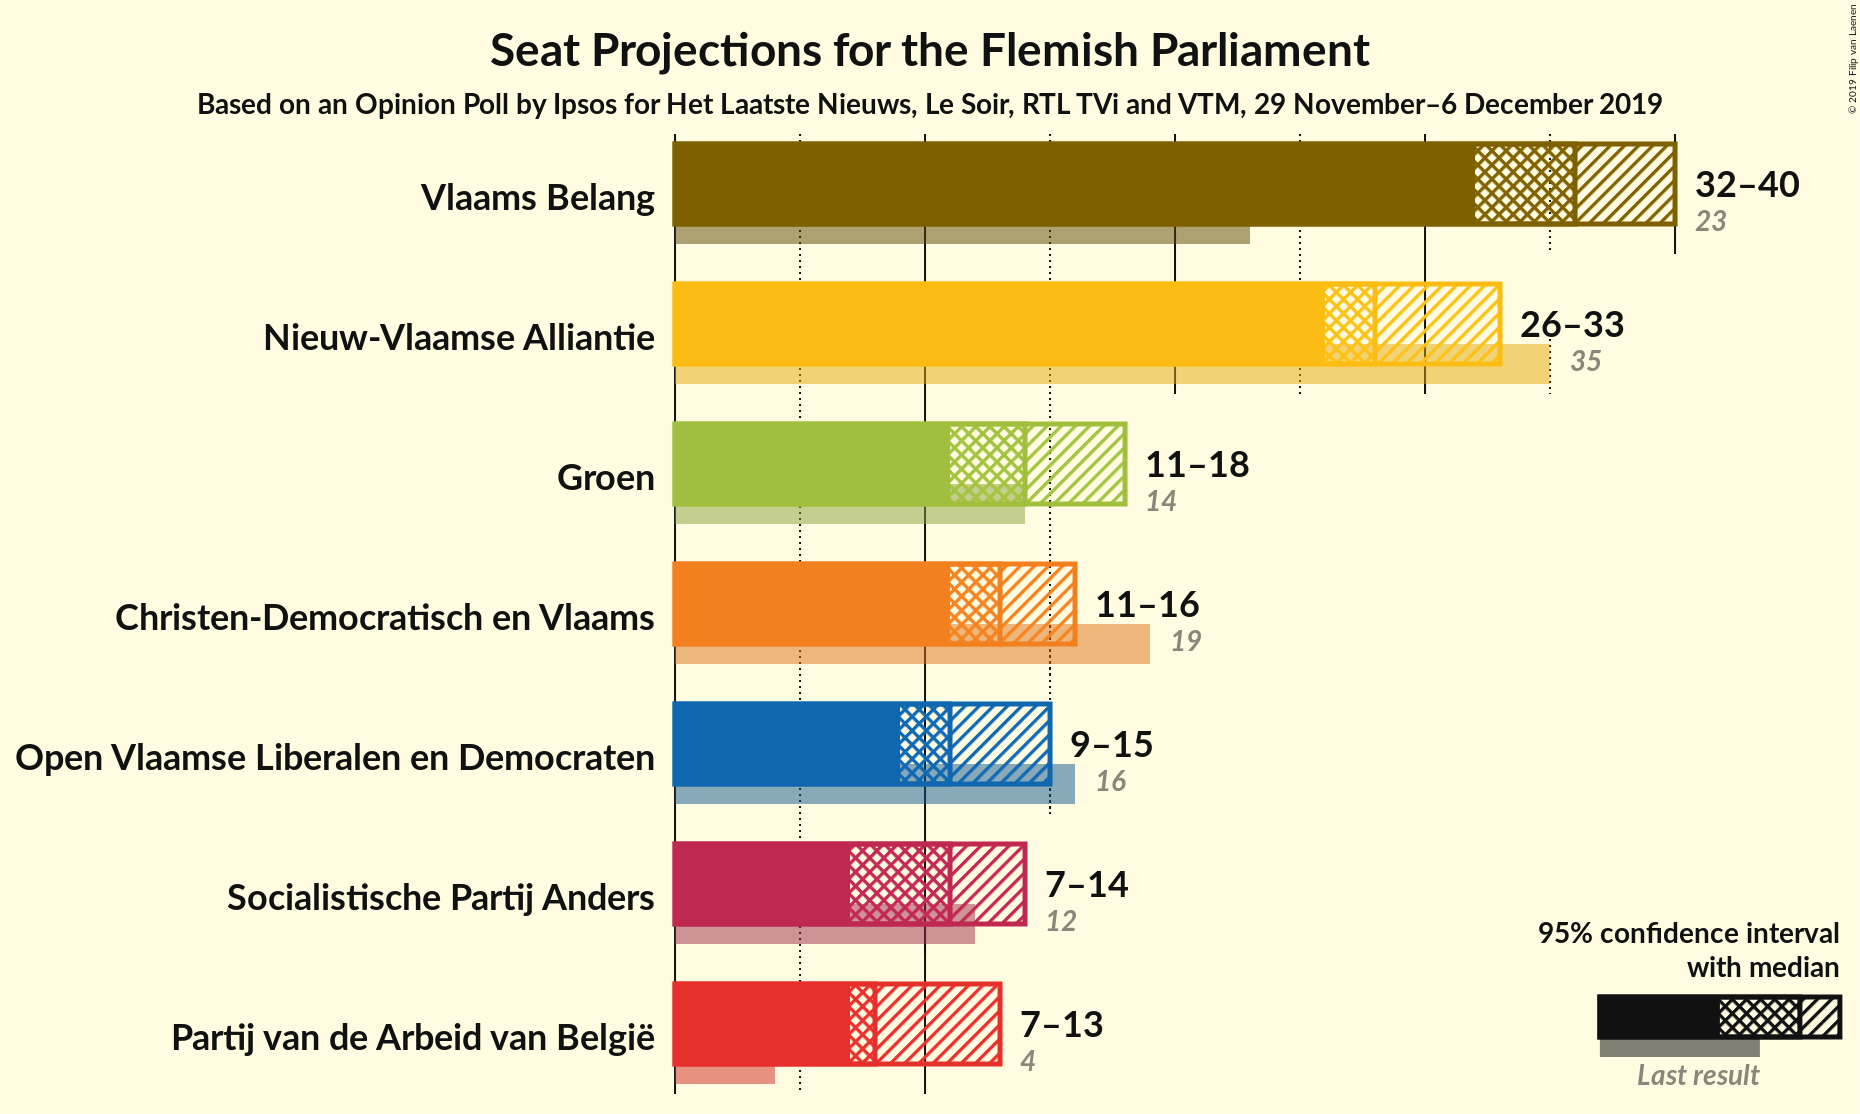 Seat Projections for the Flemish Parliament
Based on an Opinion Poll by Ipsos for Het Laatste Nieuws, Le Soir, RTL TVi and VTM, 29 November–6 December 2019
© 2019 Filip van Laenen
Vlaams Belang
32–40
23
Nieuw-Vlaamse Alliantie
26–33
35
Groen
11–18
14
Christen-Democratisch en Vlaams
11–16
19
Open Vlaamse Liberalen en Democraten
9–15
16
Socialistische Partij Anders
7–14
12
Partij van de Arbeid van België
7–13
4
95% confidence interval
with median
Last result